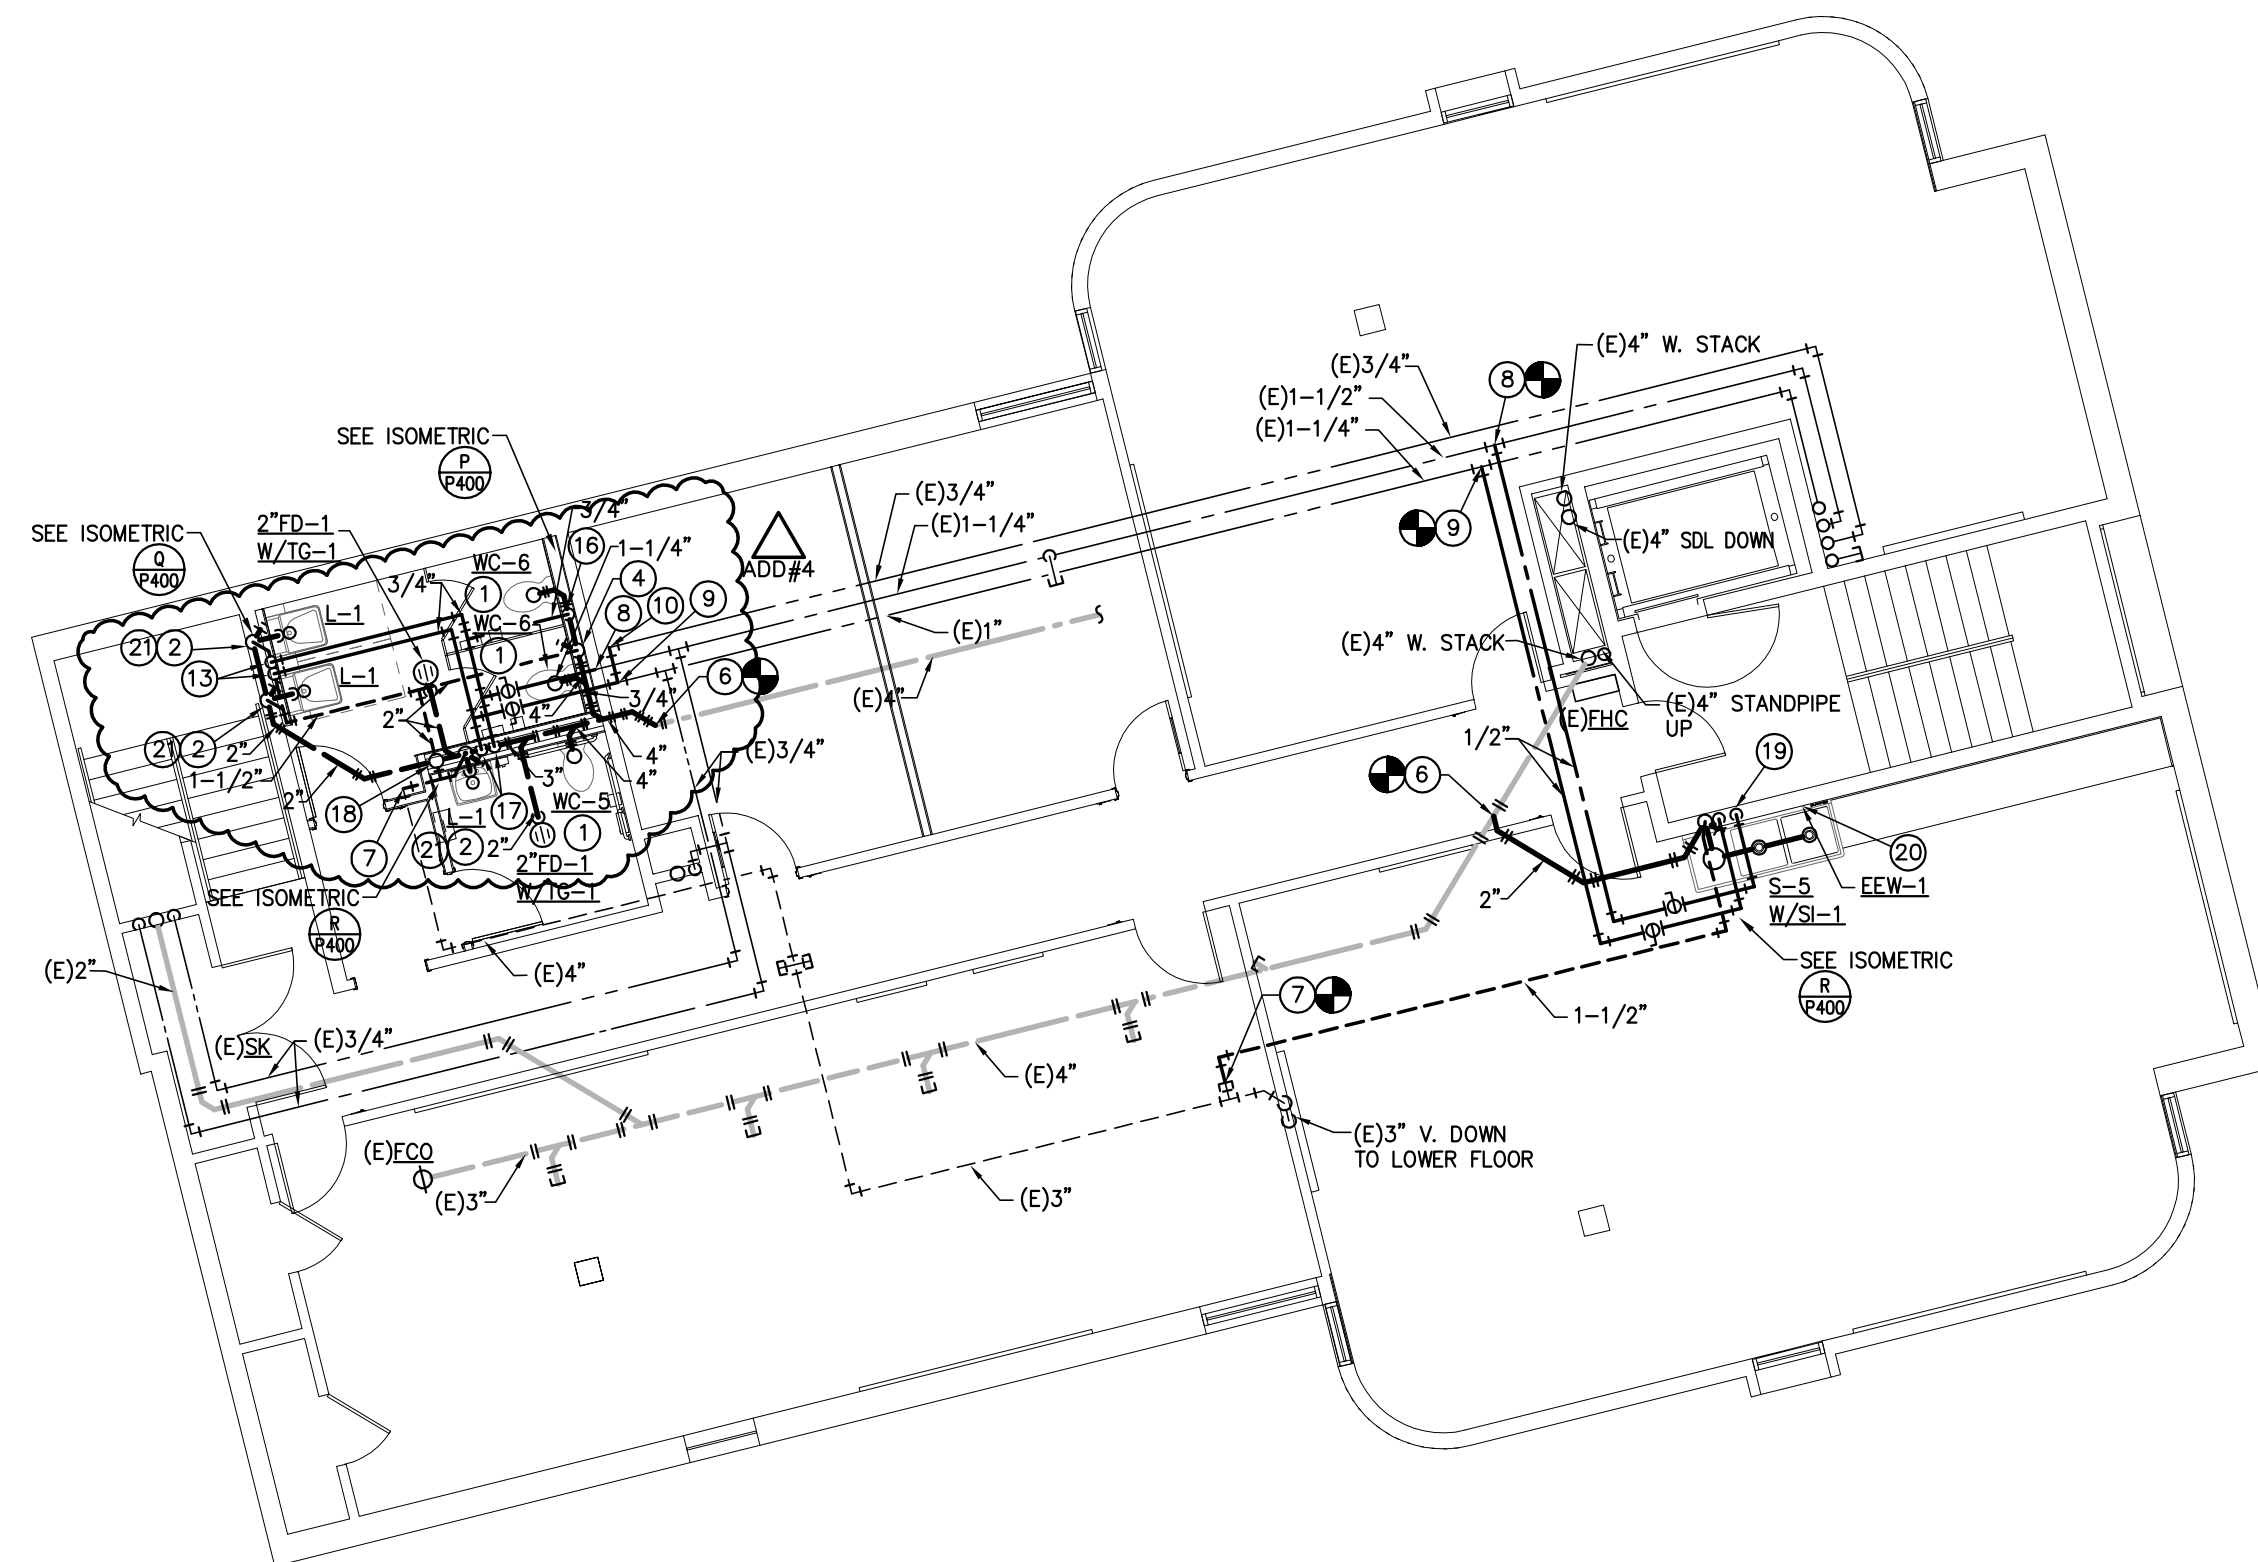 (E)4” W. STACK
(E)3/4”
(E)1-1/2”
(E)1-1/4”
8
9
(E)4” SDL DOWN
SEE ISOMETRIC
P
P400
SEE ISOMETRIC
Q
P400
2”FD-1
W/TG-1
3/4”
16
1-1/4”
4
WC-6
3/4”
1
8
10
9
ADD#4
(E)3/4”
(E)1-1/4”
(E)1”
L-1
WC-6
1
21
2
13
L-1
3/4”
6
(E)4”
2”
4”
21
2
2”
1-1/2”
2”
3”
4”
4”
(E)3/4”
18
17
WC-5
1
7
L-1
21
2
2”
2”FD-1
W/TG-1
SEE ISOMETRIC
R
P400
(E)4”
(E)2”
(E)SK
(E)3/4”
(E)FCO
(E)3”
(E)4” W. STACK
(E)FHC
(E)4” STANDPIPE
UP
1/2”
6
19
20
2”
S-5
W/SI-1
EEW-1
SEE ISOMETRIC
R
P400
7
1-1/2”
(E)4”
(E)3” V. DOWN
TO LOWER FLOOR
(E)3”